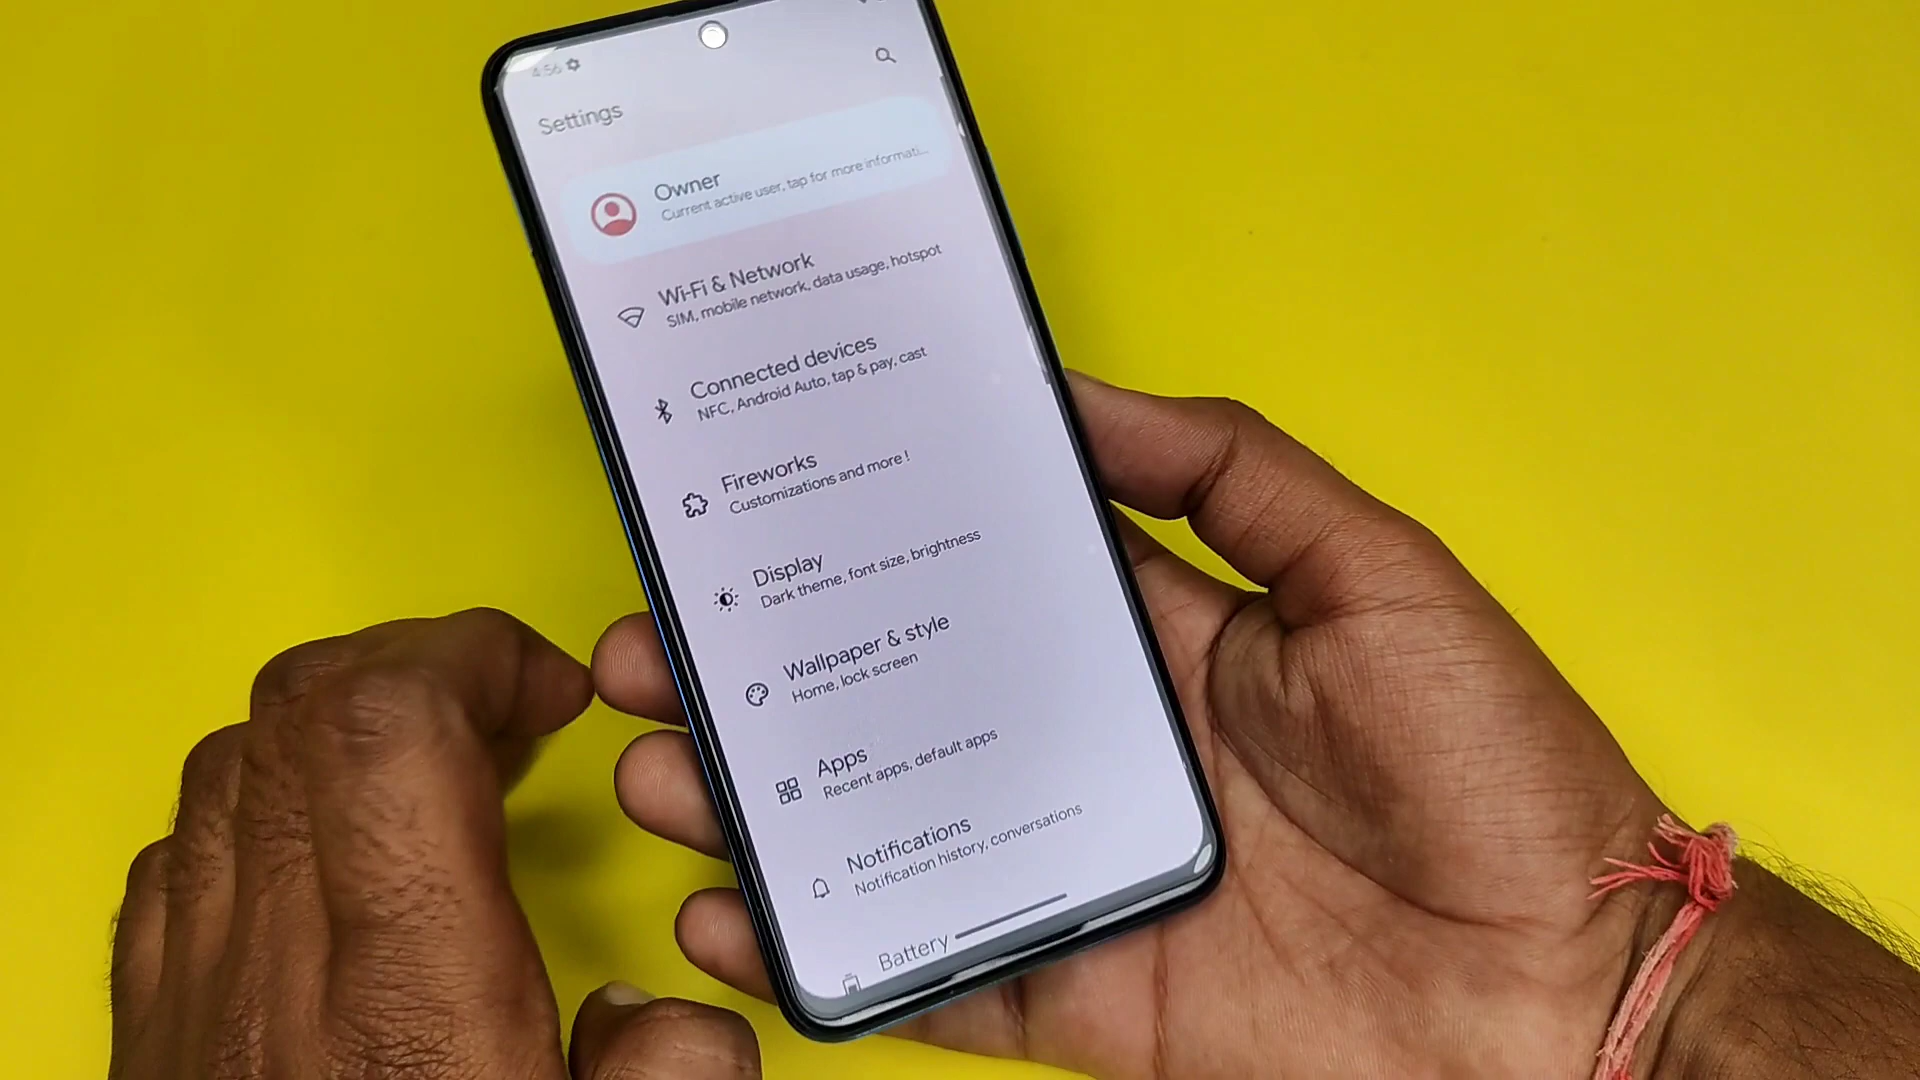 4:56
Settings
Owner
Current active user, tap for more informati...
Wi-Fi & Network
SIM, mobile network, data usage, hotspot
Connected devices
NFC, Android Auto, tap & pay, cast
Fireworks
Customizations and more !
Display
Dark theme, font size, brightness
Wallpaper & style
Home, lock screen
Apps
Recent apps, default apps
Notifications
Notification history, conversations
Battery